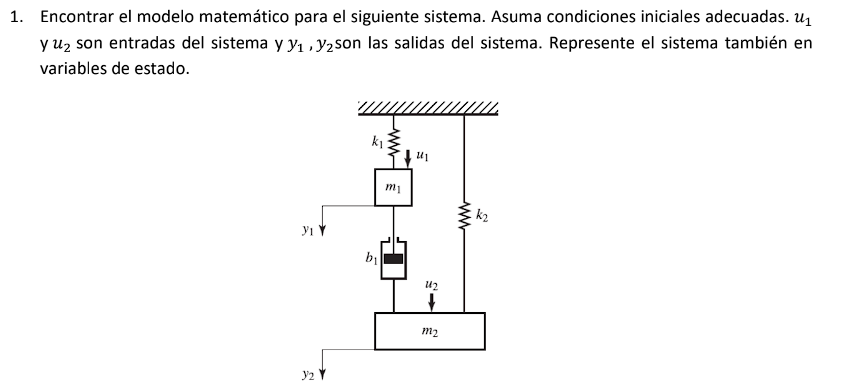 1. Encontrar el modelo matemático para el siguiente sistema. Asuma condiciones iniciales adecuadas. u₁
y u₂ son entradas del sistema y y₁ , y₂son las salidas del sistema. Represente el sistema también en
variables de estado.
k₁
u₁
m₁
k₂
y₁
b₁
u₂
m₂
y₂